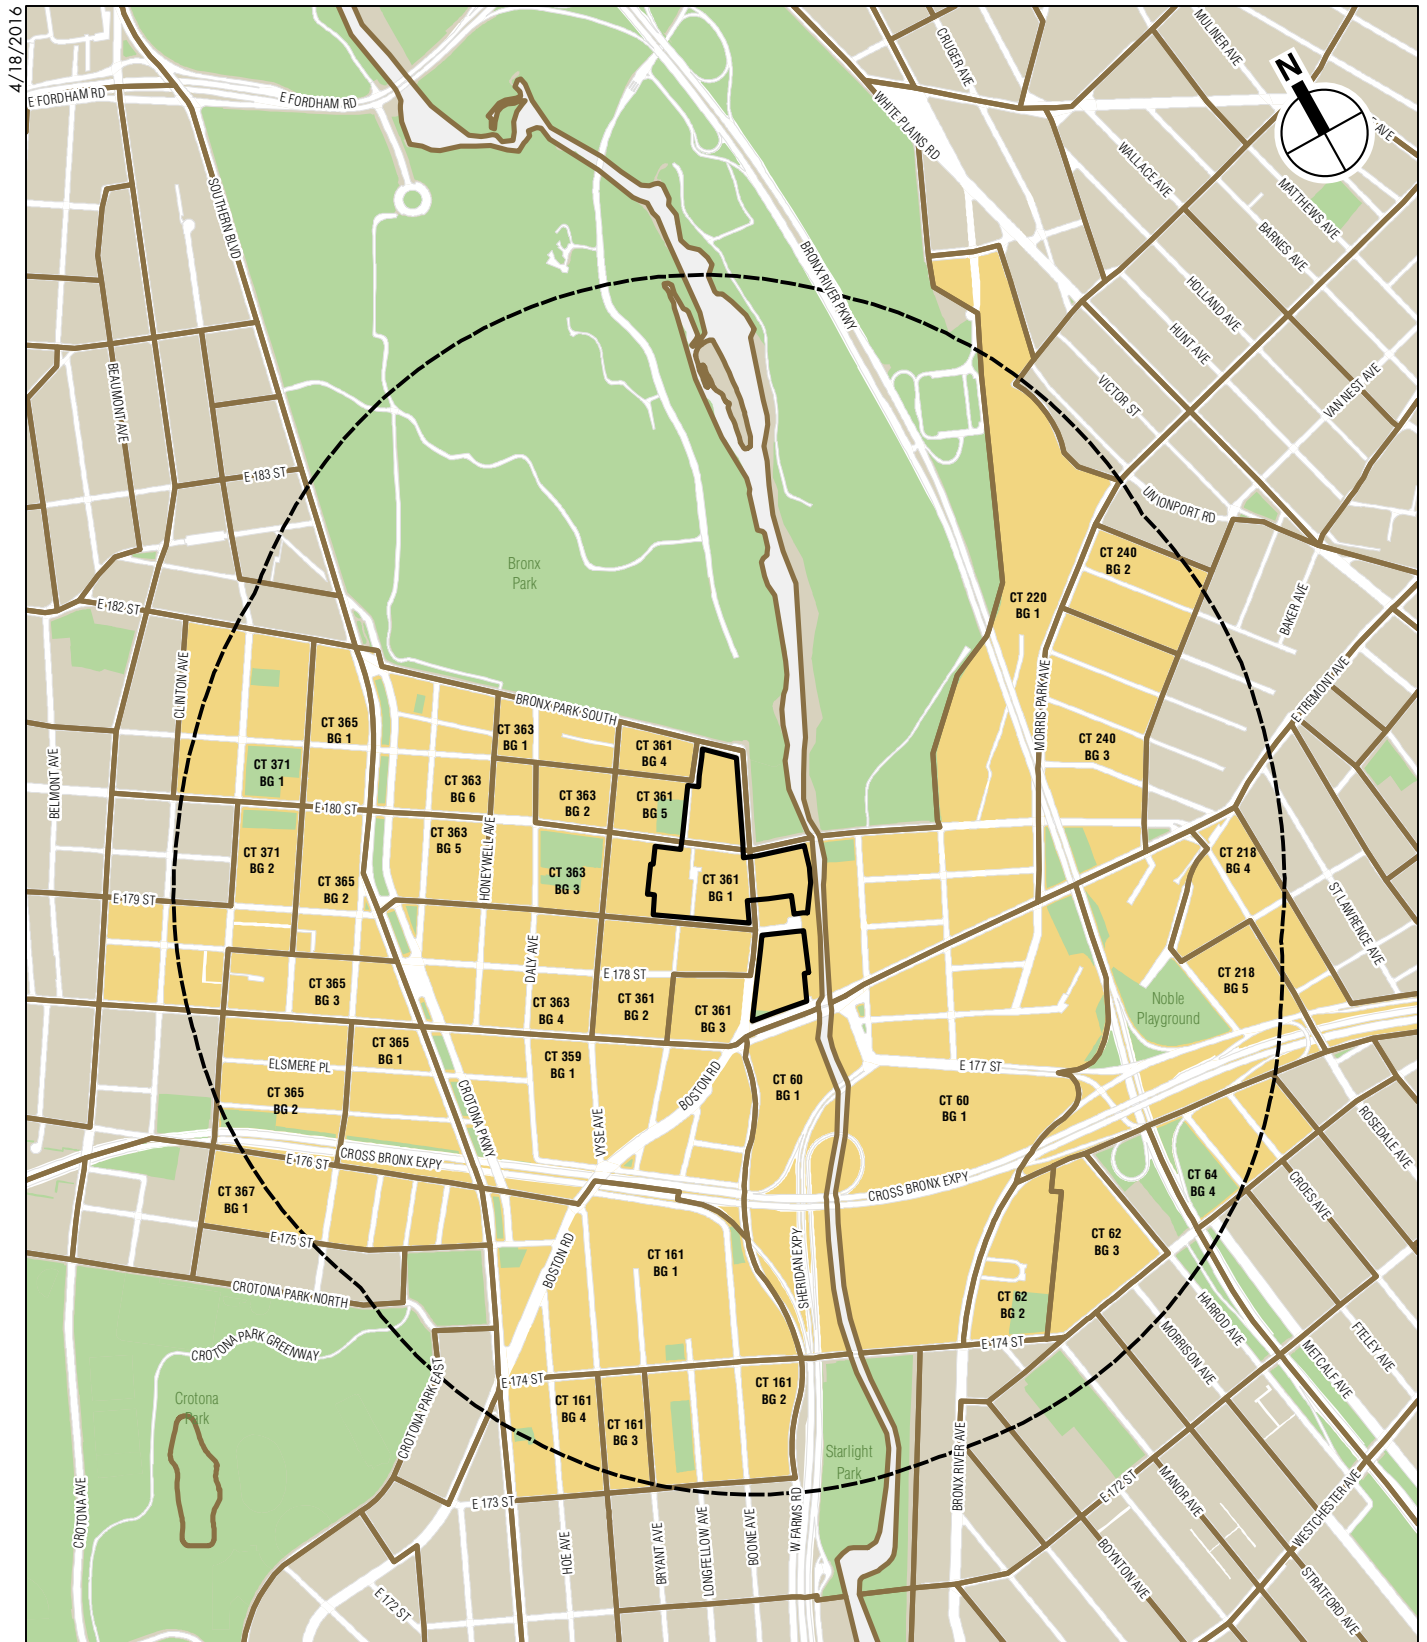 4/18/2016
E FORDHAM RD
E FORDHAM RD
CRUGER AVE
MULINER AVE
N
WHITE PLAINS RD
WALLACE AVE
MATTHEWS AVE
BARNES AVE
AVE
SOUTHERN BLVD
BRONX RIVER PKWY
HOLLAND AVE
HUNT AVE
VICTOR ST
VAN NEST AVE
BEAUMONT AVE
E 183 ST
UNIONPORT RD
Bronx
Park
CT 240
BG 2
CT 220
BG 1
BAKER AVE
E 182 ST
CLINTON AVE
BRONX PARK SOUTH
MORRIS PARK AVE
E TREMONT AVE
CT 365
BG 1
CT 363
BG 1
CT 361
BG 4
CT 240
BG 3
BELMONT AVE
CT 371
BG 1
CT 363
BG 6
CT 363
BG 2
CT 361
BG 5
E 180 ST
CT 371
BG 2
CT 363
BG 5
HONEYWELL AVE
CT 218
BG 4
CT 365
BG 2
CT 363
BG 3
CT 361
BG 1
E 179 ST
ST LAWRENCE AVE
DALY AVE
E 178 ST
CT 365
BG 3
CT 363
BG 4
CT 361
BG 2
CT 361
BG 3
CT 218
BG 5
Noble
Playground
CT 365
BG 1
ELSMERE PL
CT 365
BG 2
CT 359
BG 1
BOSTON RD
CT 60
BG 1
E 177 ST
CT 60
BG 1
CROTONA PKWY
VYSE AVE
ROSEDALE AVE
E 176 ST
CROSS BRONX EXPY
CROSS BRONX EXPY
CT 64
BG 4
CROES AVE
CT 367
BG 1
E 175 ST
BOSTON RD
CT 161
BG 1
SHERIDAN EXPY
CT 62
BG 3
CT 62
BG 2
CROTONA PARK NORTH
HARROD AVE
CROTONA PARK GREENWAY
E 174 ST
MORRISON AVE
METCALF AVE
FTELEY AVE
Crotona
Park
CROTONA PARK EAST
E 174 ST
CT 161
BG 4
CT 161
BG 3
CT 161
BG 2
Starlight
Park
BRONX RIVER AVE
E 172 ST
MANOR AVE
WESTCHESTER AVE
CROTONA AVE
E 173 ST
HOE AVE
BRYANT AVE
LONGFELLOW AVE
BOONE AVE
W FARMS RD
BOYNTON AVE
STRATFORD AVE
E 172 ST